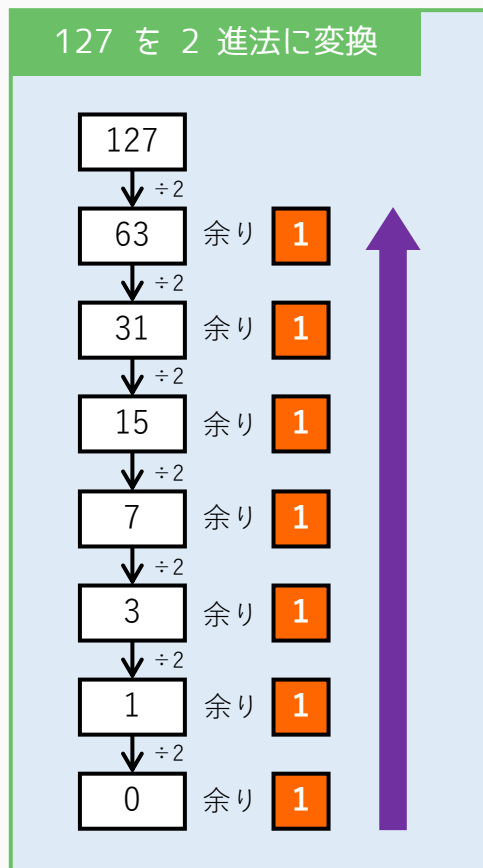 127 を 2 進法に変換
127
÷2
63 余り 1
÷2
31 余り 1
÷2
15 余り 1
÷2
7 余り 1
÷2
3 余り 1
÷2
1 余り 1
÷2
0 余り 1